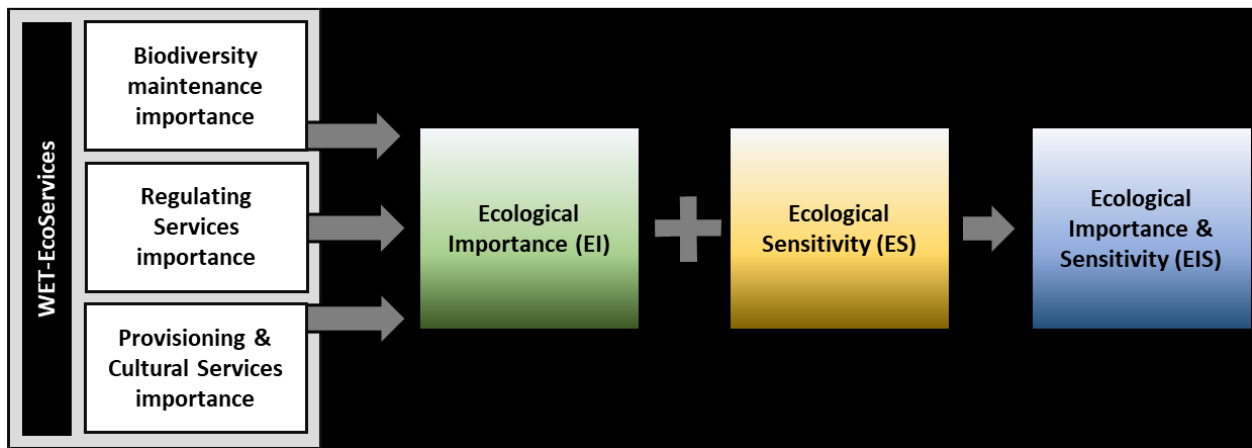 WET-EcoServices
Biodiversity
maintenance
importance
Regulating
Services
importance
Provisioning &
Cultural Services
importance
Ecological
Importance (EI)
Ecological
Sensitivity (ES)
Ecological
Importance &
Sensitivity (EIS)